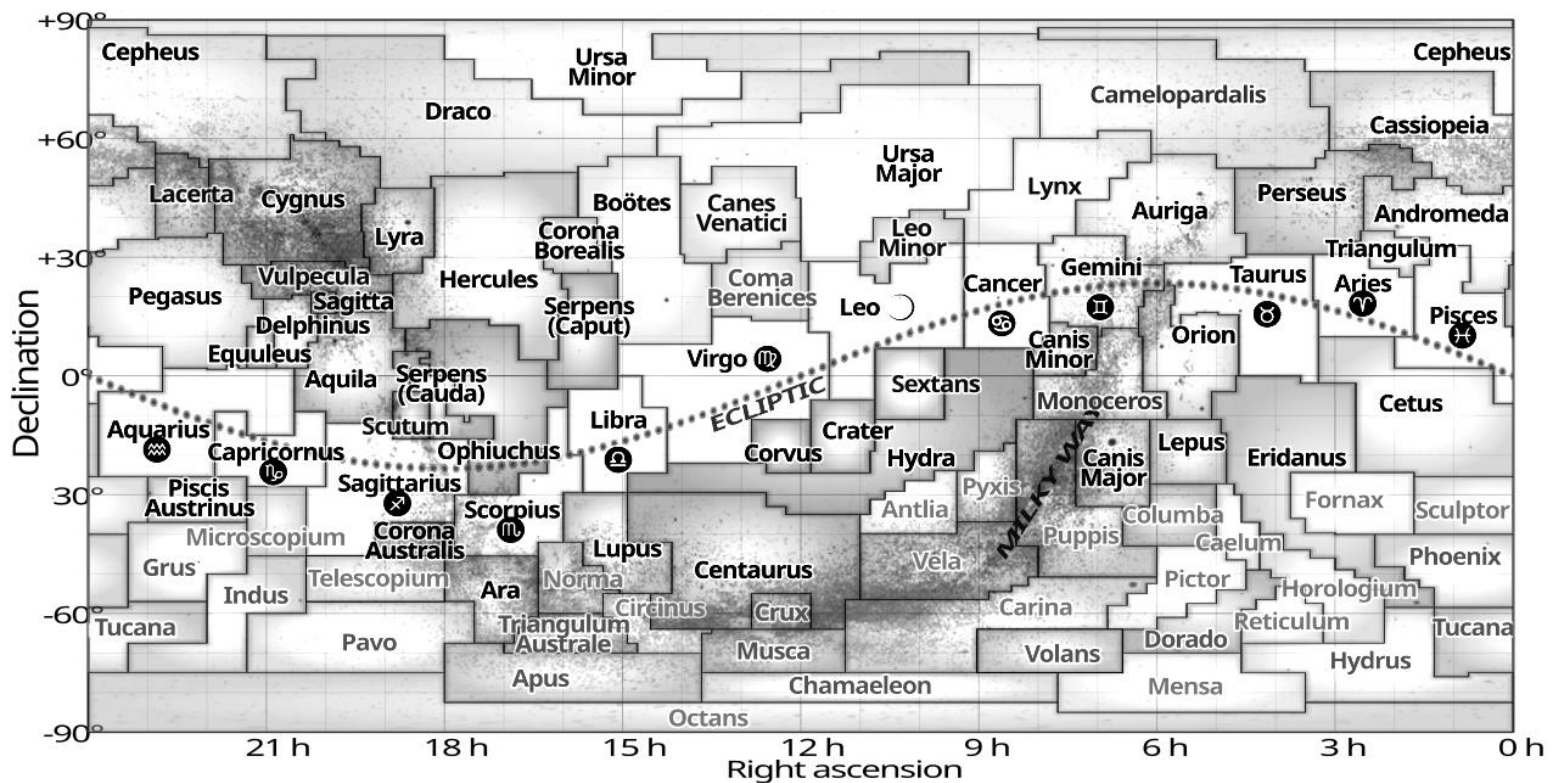 +90°
Cepheus
Ursa
Minor
Cepheus
Draco
Camelopardalis
+60°
Cassiopeia
Ursa
Major
Lacerta
Cygnus
Boötes
Canes
Venatici
Lynx
Perseus
Auriga
Andromeda
Lyra
Corona
Borealis
Leo
Minor
Triangulum
+30°
Vulpecula
Hercules
Coma
Berenices
Cancer
Gemini
Taurus
Aries
Pegasus
Sagitta
Serpens
(Caput)
Leo
Pisces
Delphinus
Orion
Equuleus
Virgo
Canis
Minor
0°
Aquila
Serpens
(Cauda)
ECLIPTIC
Sextans
Monoceros
Cetus
Aquarius
Scutum
Libra
Crater
Capricornus
Ophiuchus
Corvus
Hydra
MILKY WAY
Canis
Major
Lepus
Eridanus
Sagittarius
30°
Piscis
Austrinus
Scorpius
Antlia
Pyxis
Fornax
Sculptor
Microscopium
Corona
Australis
Lupus
Puppis
Columba
Caelum
Phoenix
Grus
Telescopium
Norma
Centaurus
Vela
Pictor
Horologium
Indus
Ara
-60°
Circinus
Crux
Carina
Reticulum
Tucana
Triangulum
Australe
Tucana
Pavo
Musca
Volans
Dorado
Hydrus
Apus
Chamaeleon
Mensa
Octans
-90°
21 h
18 h
15 h
12 h
9 h
6 h
3 h
0 h
Right ascension
Declination